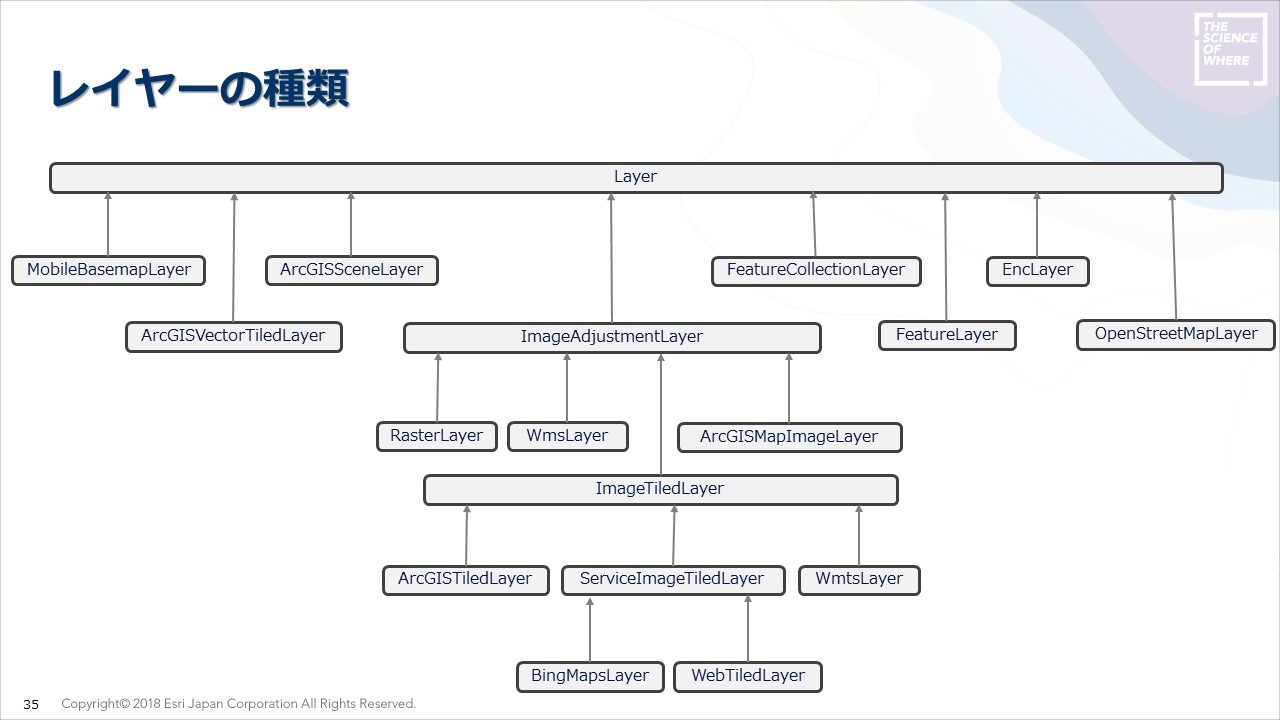 THE
SCIENCE
OF
WHERE
レイヤーの種類
Layer
MobileBasemapLayer
ArcGISSceneLayer
FeatureCollectionLayer
EncLayer
ArcGISVectorTiledLayer
ImageAdjustmentLayer
FeatureLayer
OpenStreetMapLayer
RasterLayer
WmsLayer
ArcGISMapImageLayer
ImageTiledLayer
ArcGISTiledLayer
ServiceImageTiledLayer
WmtsLayer
BingMapsLayer
WebTiledLayer
35
Copyright© 2018 Esri Japan Corporation All Rights Reserved.